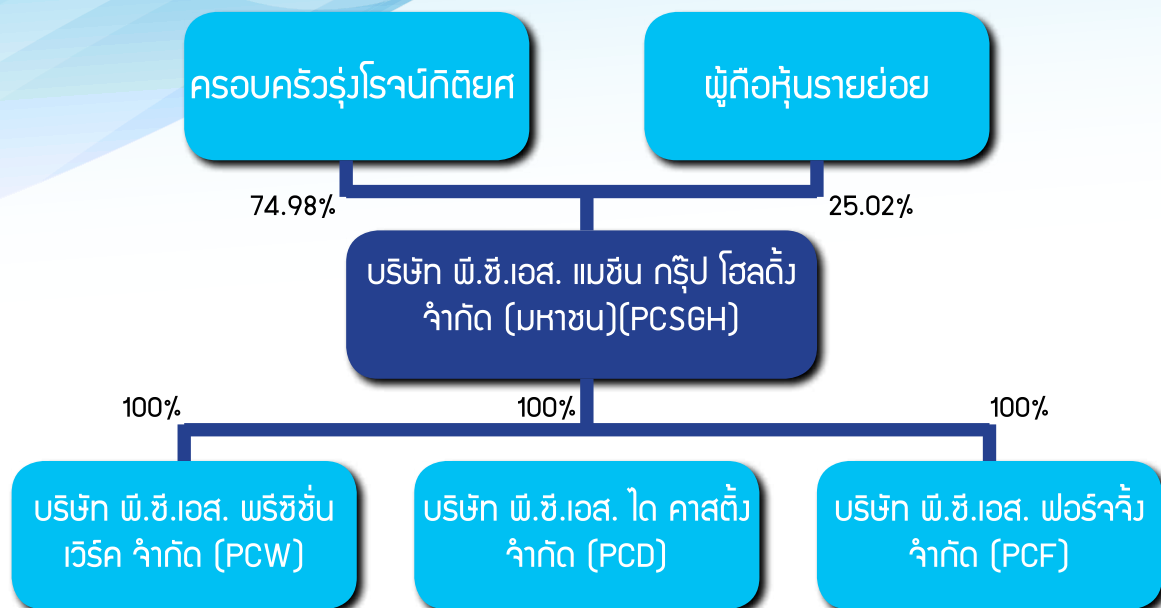 ครอบครัวรุ่งโรจน์กิติยศ
ผู้ถือหุ้นรายย่อย
74.98%
25.02%
บริษัท พี.ซี.เอส. แมชีน กรุ๊ป โฮลดิ้ง
จำกัด (มหาชน)(PCSGH)
100%
100%
100%
บริษัท พี.ซี.เอส. พรีซิชั่น
เวิร์ค จำกัด (PCW)
บริษัท พี.ซี.เอส. ได คาสติ้ง
จำกัด (PCD)
บริษัท พี.ซี.เอส. ฟอร์จจิ้ง
จำกัด (PCF)